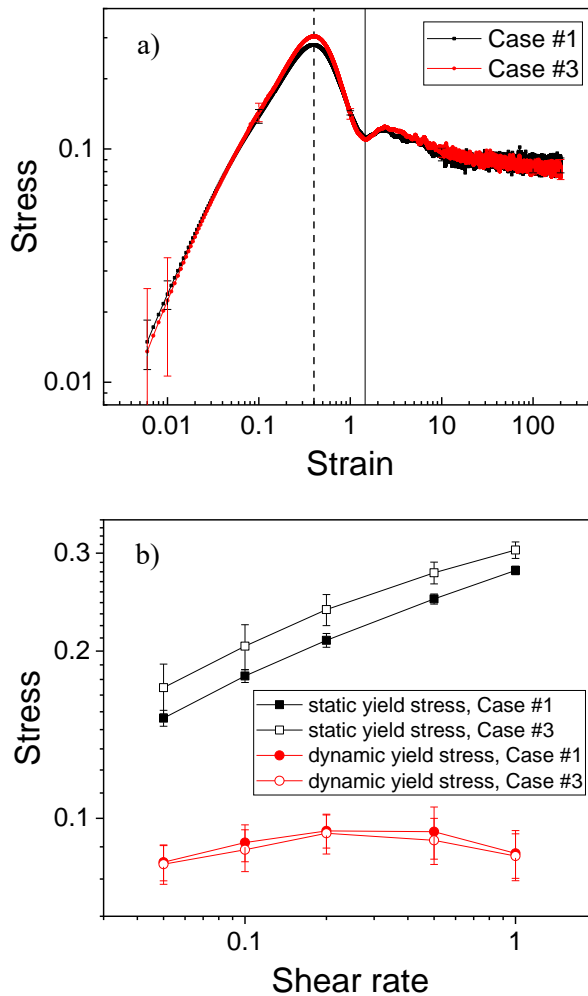 a)
Case #1
Case #3
Stress
0.1
0.01
0.01
0.1
1
10
100
Strain
b)
0.3
0.2
0.1
Stress
static yield stress, Case #1
static yield stress, Case #3
dynamic yield stress, Case #1
dynamic yield stress, Case #3
0.1
1
Shear rate